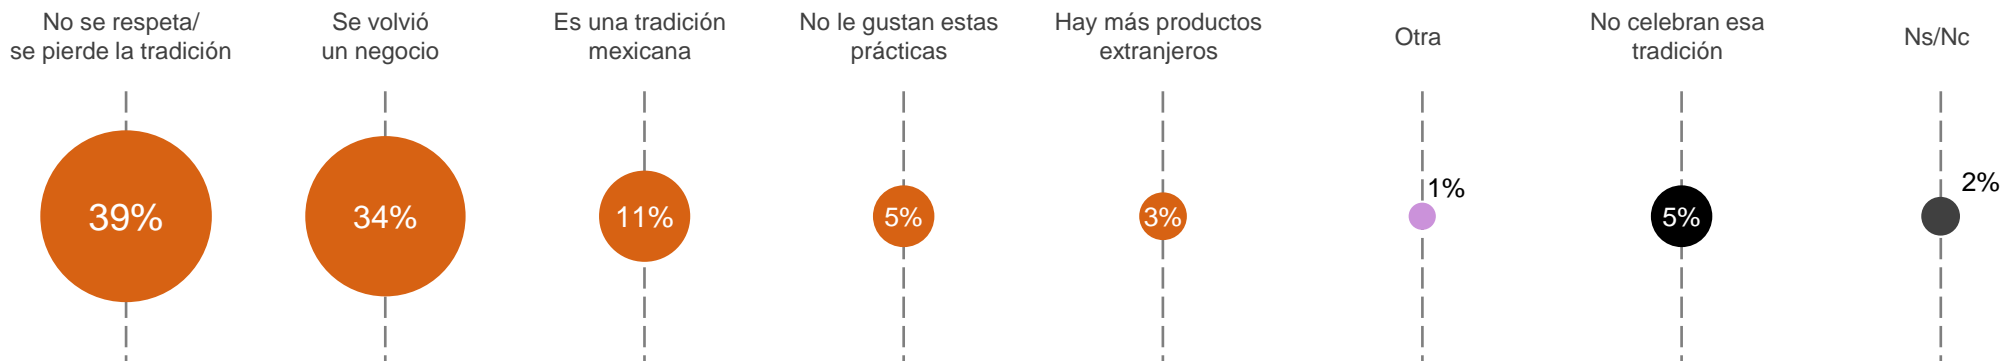 No se respeta/
se pierde la tradición
Se volvió
un negocio
Es una tradición
mexicana
No le gustan estas
prácticas
Hay más productos
extranjeros
Otra
No celebran esa
tradición
Ns/Nc
39%
34%
11%
5%
3%
1%
5%
2%